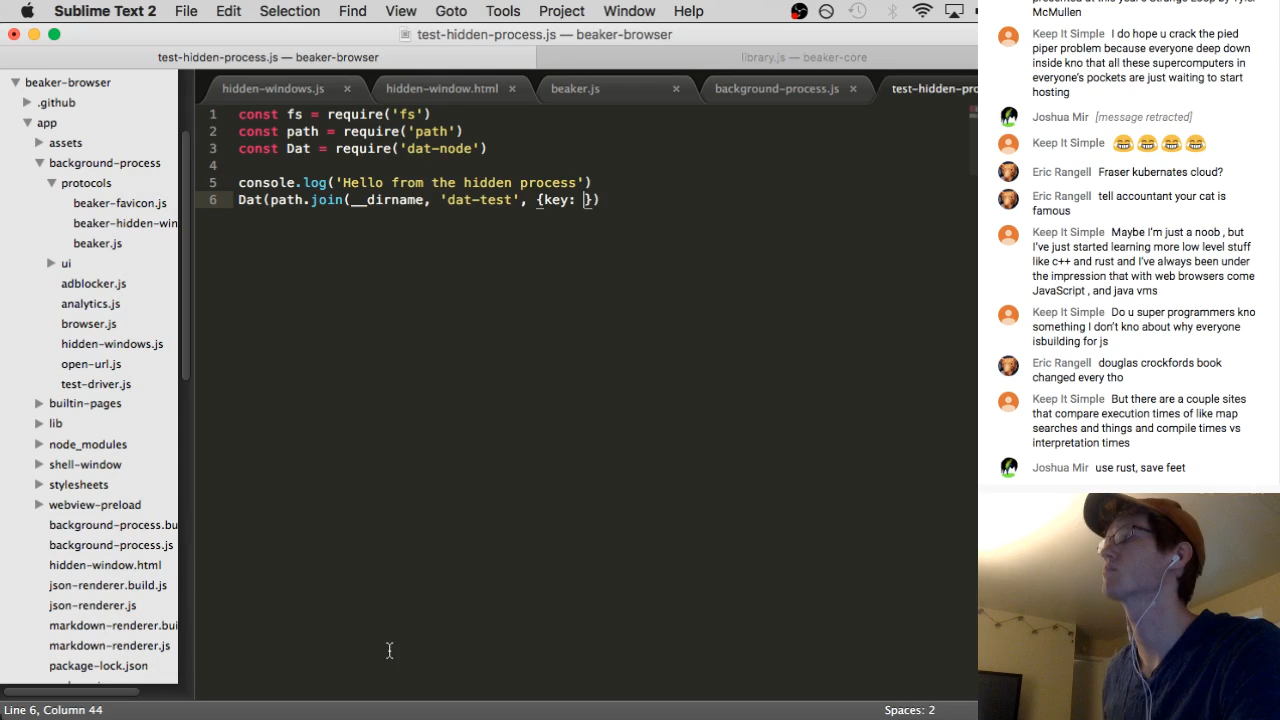 Sublime Text 2 File Edit Selection Find View Goto Tools Project Window Help
test-hidden-process.js — beaker-browser
test-hidden-process.js — beaker-browser
library.js — beaker-core
hidden-windows.js
hidden-window.html
beaker.js
background-process.js
test-hidden-pro
beaker-browser
.github
app
assets
background-process
protocols
beaker-favicon.js
beaker-hidden-win
beaker.js
ui
adblocker.js
analytics.js
browser.js
hidden-windows.js
open-url.js
test-driver.js
builtin-pages
lib
node_modules
shell-window
stylesheets
webview-preload
background-process.bu
background-process.js
hidden-window.html
json-renderer.build.js
json-renderer.js
markdown-renderer.bui
markdown-renderer.js
package-lock.json
1 const fs = require('fs')
2 const path = require('path')
3 const Dat = require('dat-node')
4
5 console.log('Hello from the hidden process')
6 Dat(path.join(__dirname, 'dat-test', {key: })
Line 6, Column 44
Spaces: 2
McMullen
Keep It Simple I do hope u crack the pied
piper problem because everyone deep down
inside kno that all these supercomputers in
everyone's pockets are just waiting to start
hosting
Joshua Mir [message retracted]
Keep It Simple 😂 😂 😂 😂
Eric Rangell Fraser kubernates cloud?
Eric Rangell tell accountant your cat is
famous
Keep It Simple Maybe I'm just a noob , but
I've just started learning more low level stuff
like c++ and rust and I've always been under
the impression that with web browsers come
JavaScript , and java vms
Keep It Simple Do u super programmers kno
something I don't kno about why everyone
isbuilding for js
Eric Rangell douglas crockfords book
changed every tho
Keep It Simple But there are a couple sites
that compare execution times of like map
searches and things and compile times vs
interpretation times
Joshua Mir use rust, save feet